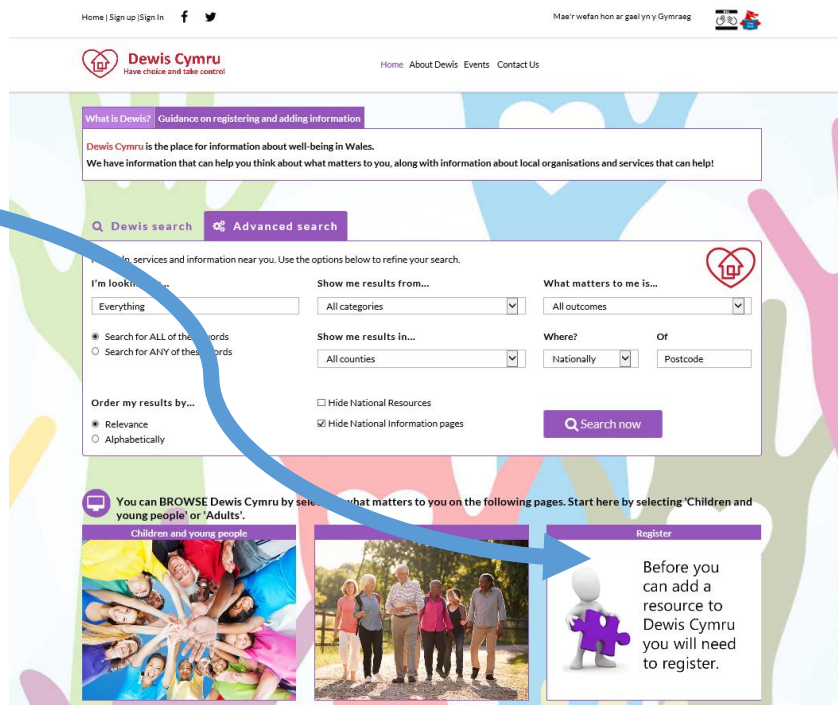 Home | Sign up |Sign In
Mae'r wefan hon ar gael yn y Gymraeg
Dewis Cymru
Have choice and take control
Home About Dewis Events Contact Us
What is Dewis? Guidance on registering and adding information
Dewis Cymru is the place for information about well-being in Wales.
We have information that can help you think about what matters to you, along with information about local organisations and services that can help!
Dewis search Advanced search
services and information near you. Use the options below to refine your search.
I'm
Show me results from...
What matters to me is...
Everything
All categories
All outcomes
Search for ALL of
Search for ANY of
Show me results in...
Where?
Of
All counties
Nationally
Postcode
Order my results by...
Hide National Resources
Relevance
Hide National Information pages
Search now
Alphabetically
You can BROWSE Dewis Cymru by what matters to you on the following pages. Start here by selecting 'Children and
young people' or 'Adults'.
Children and young people
Register
Before you
can add a
resource to
Dewis Cymru
you will need
to register.